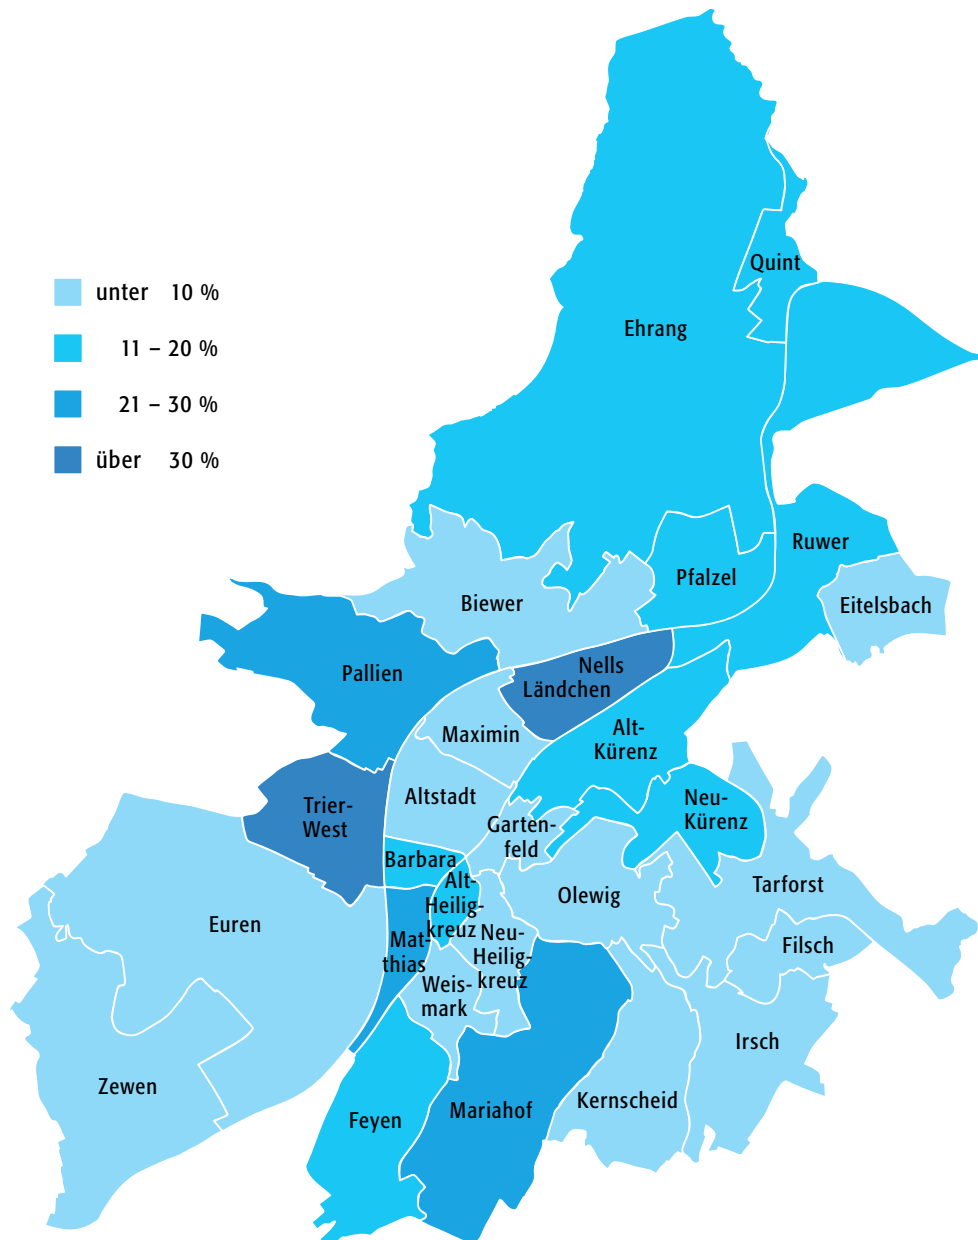 unter 10 %
11 – 20 %
21 – 30 %
über 30 %
Quint
Ehrang
Ruwer
Pfalzel
Eitelsbach
Biewer
Pallien
Nells
Ländchen
Maximin
Alt-
Kürenz
Trier-
West
Altstadt
Neu-
Kürenz
Garten-
feld
Barbara
Alt-
Heilig-
kreuz
Olewig
Tarforst
Euren
Mat-
thias
Neu-
Heilig-
kreuz
Filsch
Weis-
mark
Irsch
Zewen
Feyen
Mariahof
Kernscheid